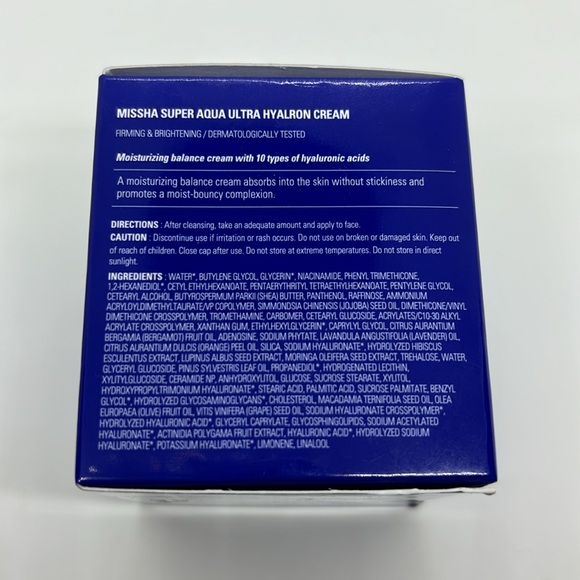 MISSHA SUPER AQUA ULTRA HYALRON CREAM
FIRMING & BRIGHTENING / DERMATOLOGICALLY TESTED
Moisturizing balance cream with 10 types of hyaluronic acids
A moisturizing balance cream absorbs into the skin without stickiness and
promotes a moist-bouncy complexion.
DIRECTIONS : After cleansing, take an adequate amount and apply to face.
CAUTION : Discontinue use if irritation or rash occurs. Do not use on broken or damaged skin. Keep out
of reach of children. Close cap after use. Do not store at extreme temperatures. Do not store in direct
sunlight.
INGREDIENTS : WATER*, BUTYLENE GLYCOL, GLYCERIN*, NIACINAMIDE, PHENYL TRIMETHICONE,
1,2-HEXANEDIOL*, CETYL ETHYLHEXANOATE, PENTAERYTHRITYL TETRAETHYLHEXANOATE, PENTYLENE GLYCOL,
CETEARYL ALCOHOL, BUTYROSPERMUM PARKII (SHEA) BUTTER, PANTHENOL, RAFFINOSE, AMMONIUM
ACRYLOYLDIMETHYLTAURATE/VP COPOLYMER, SIMMONDSIA CHINENSIS (JOJOBA) SEED OIL, DIMETHICONE/VINYL
DIMETHICONE CROSSPOLYMER, TROMETHAMINE, CARBOMER, CETEARYL GLUCOSIDE, ACRYLATES/C10-30 ALKYL
ACRYLATE CROSSPOLYMER, XANTHAN GUM, ETHYLHEXYLGLYCERIN*, CAPRYLYL GLYCOL, CITRUS AURANTIUM
BERGAMIA (BERGAMOT) FRUIT OIL, ADENOSINE, SODIUM PHYTATE, LAVANDULA ANGUSTIFOLIA (LAVENDER) OIL,
CITRUS AURANTIUM DULCIS (ORANGE) PEEL OIL, SILICA, SODIUM HYALURONATE*, HYDROLYZED HIBISCUS
ESCULENTUS EXTRACT, LUPINUS ALBUS SEED EXTRACT, MORINGA OLEIFERA SEED EXTRACT, TREHALOSE, WATER,
GLYCERYL GLUCOSIDE, PINUS SYLVESTRIS LEAF OIL, PROPANEDIOL*, HYDROGENATED LECITHIN,
XYLITYLGLUCOSIDE, CERAMIDE NP, ANHYDROXYLITOL, GLUCOSE, SUCROSE STEARATE, XYLITOL,
HYDROXYPROPYLTRIMONIUM HYALURONATE*, STEARIC ACID, PALMITIC ACID, SUCROSE PALMITATE, BENZYL
GLYCOL*, HYDROLYZED GLYCOSAMINOGLYCANS*, CHOLESTEROL, MACADAMIA TERNIFOLIA SEED OIL, OLEA
EUROPAEA (OLIVE) FRUIT OIL, VITIS VINIFERA (GRAPE) SEED OIL, SODIUM HYALURONATE CROSSPOLYMER*,
HYDROLYZED HYALURONIC ACID*, GLYCERYL CAPRYLATE, GLYCOSPHINGOLIPIDS, SODIUM ACETYLATED
HYALURONATE*, ACTINIDIA POLYGAMA FRUIT EXTRACT, HYALURONIC ACID*, HYDROLYZED SODIUM
HYALURONATE*, POTASSIUM HYALURONATE*, LIMONENE, LINALOOL